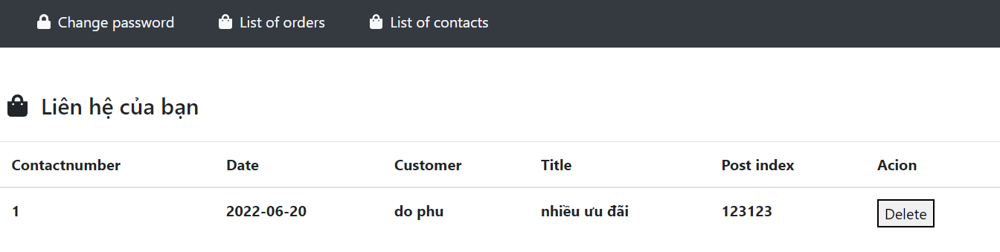 Change password List of orders List of contacts
Liên hệ của bạn
Contactnumber Date Customer Title Post index Acion
1 2022-06-20 do phu nhiều ưu đãi 123123 Delete